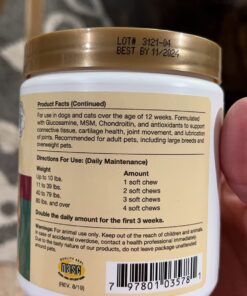 LOT# 3121-04
BEST BY 11/2024
Product Facts (Continued)
For use in dogs and cats over the age of 12 weeks. Formulated
with Glucosamine, MSM, Chondroitin, and antioxidants to support
connective tissue, cartilage health, joint movement, and lubrication
of joints. Recommended for adult pets, including large breeds and
overweight pets.
Directions For Use: (Daily Maintenance)
Weight Amount
Up to 10 lbs. 1 soft chew
11 to 39 lbs. 2 soft chews
40 to 79 lbs. 3 soft chews
80 lbs. and over 4 soft chews
Double the daily amount for the first 3 weeks.
Warning: For animal use only. Keep out of the reach of children and animals.
In case of accidental overdose, contact a health professional immediately.
Due to the tasty nature of our products, do not leave package unattended
around pets.
NASC
(REV. 8/19)
7 97801 03578 1